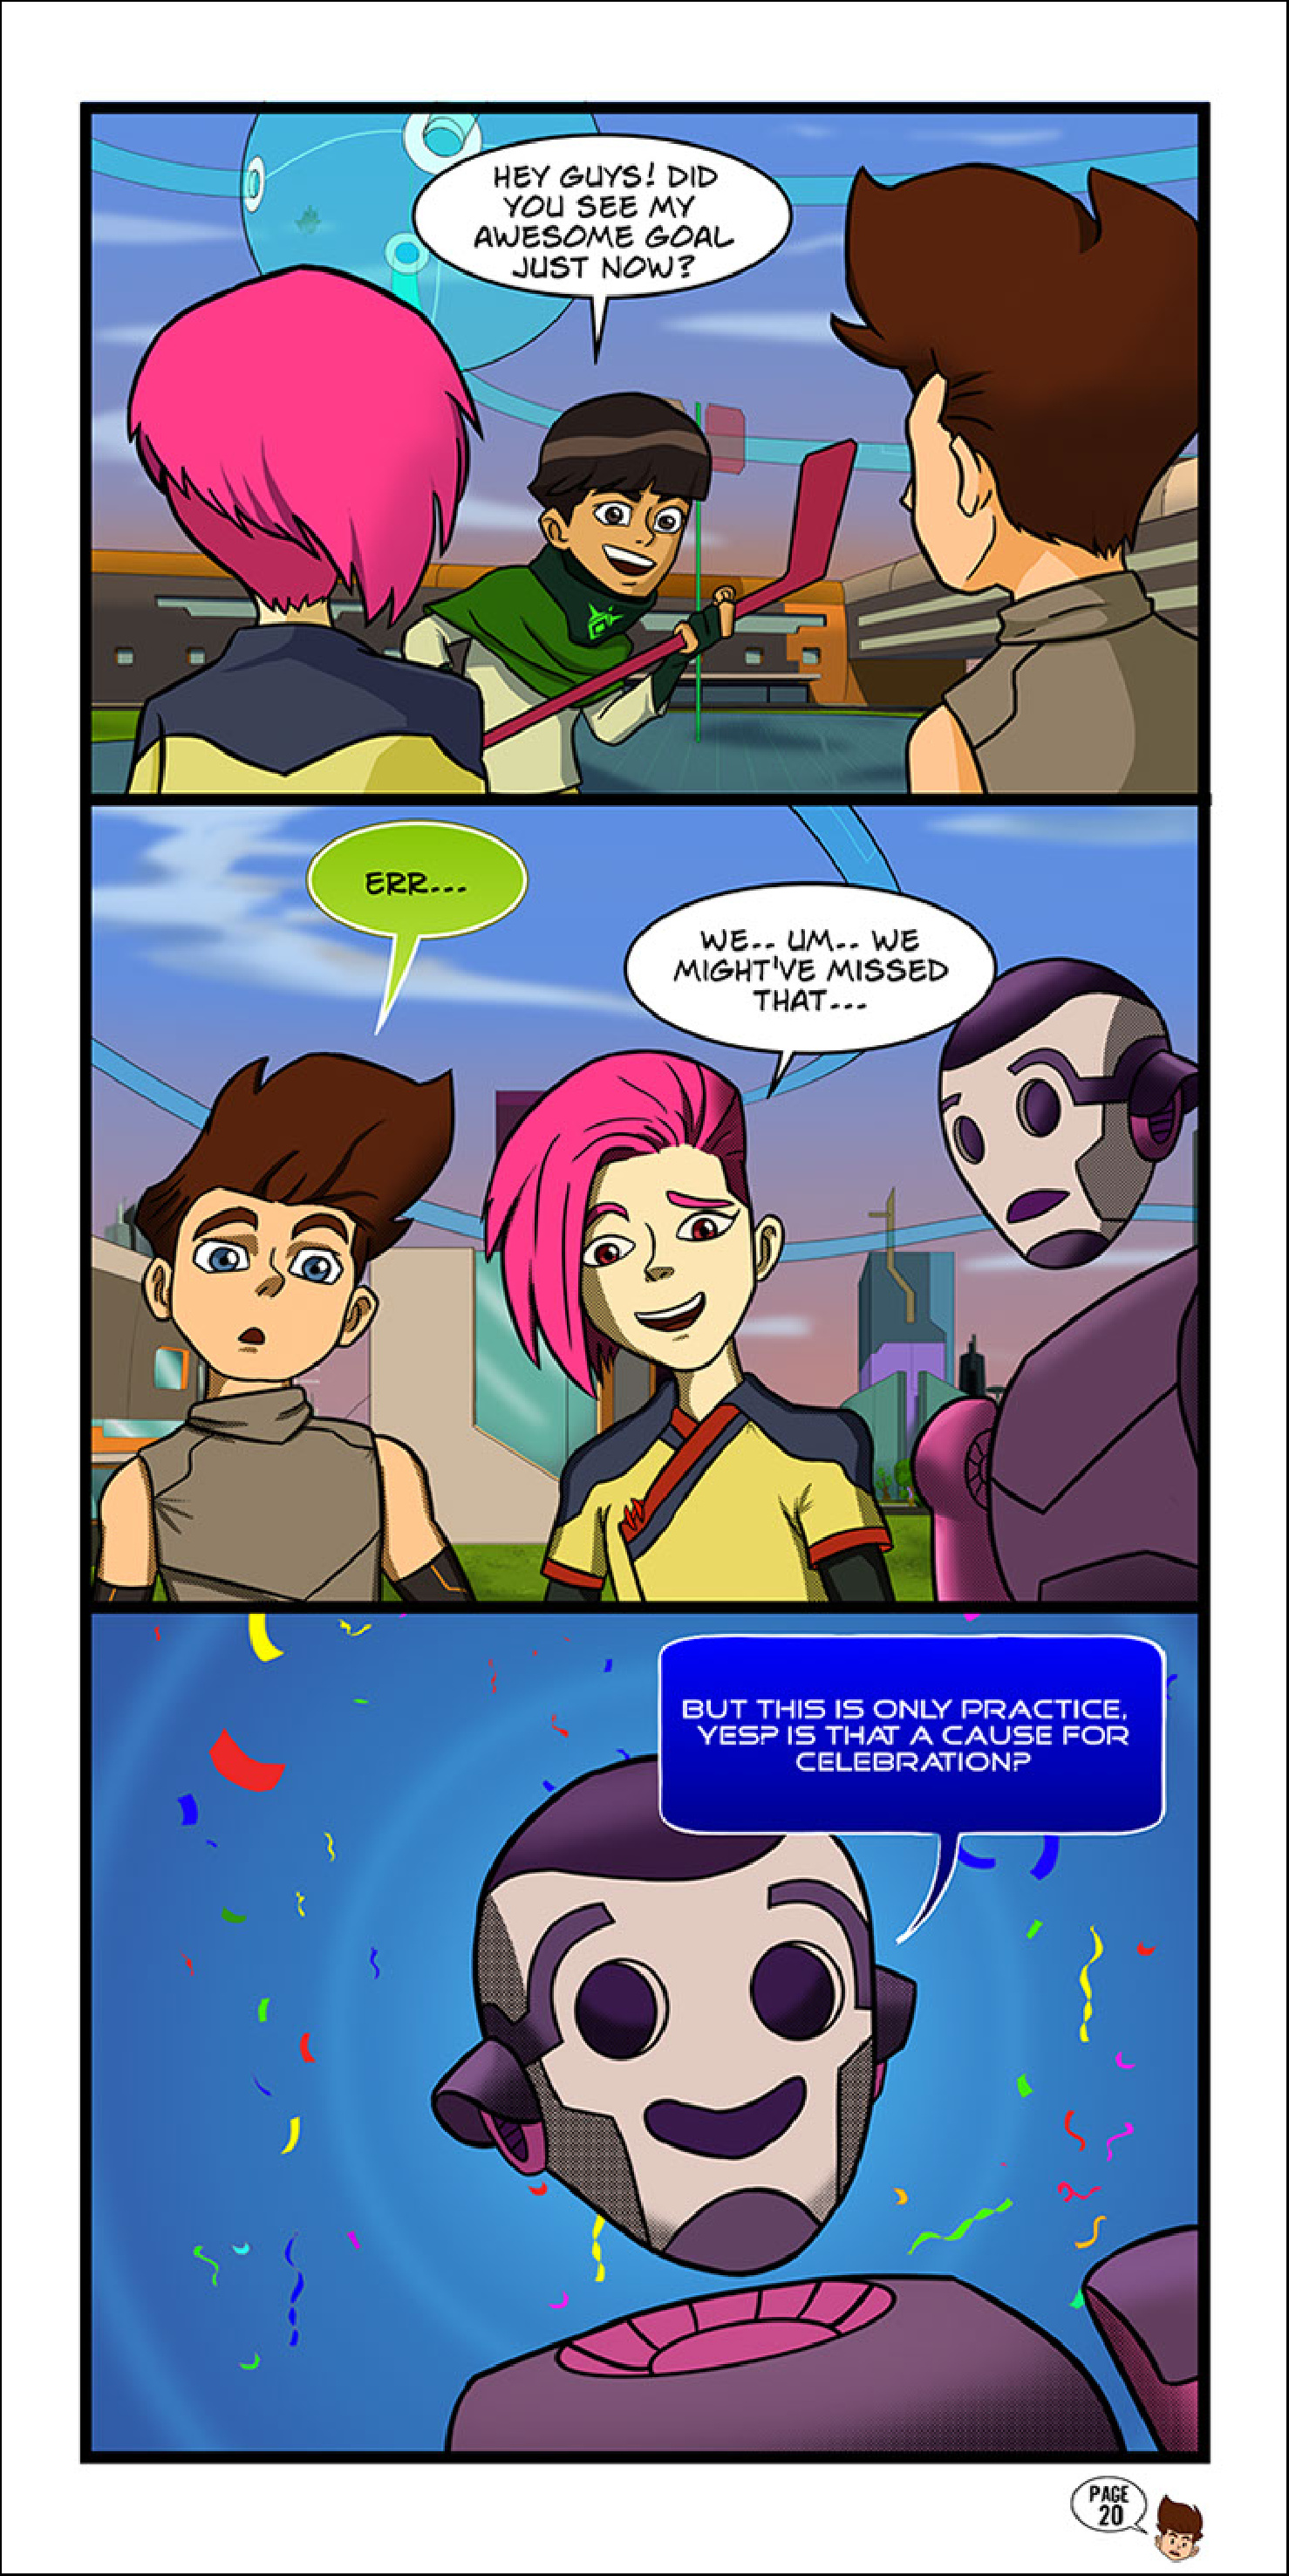 HEY GUYS! DID
YOU SEE MY
AWESOME GOAL
JUST NOW?
ERR...
WE.. UM.. WE
MIGHT'VE MISSED
THAT...
BUT THIS IS ONLY PRACTICE,
YES? IS THAT A CAUSE FOR
CELEBRATION?
PAGE
20